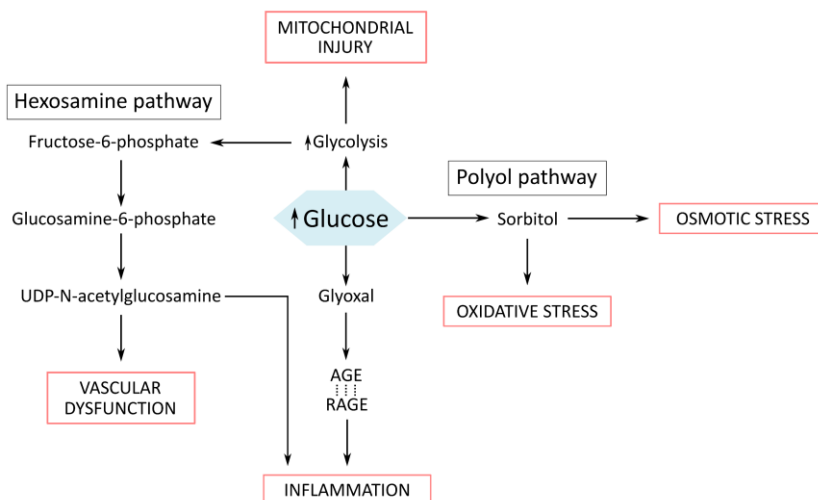 MITOCHONDRIAL
INJURY
Hexosamine pathway
Fructose-6-phosphate
↑Glycolysis
Polyol pathway
Glucosamine-6-phosphate
↑Glucose
Sorbitol
OSMOTIC STRESS
UDP-N-acetylglucosamine
Glyoxal
OXIDATIVE STRESS
VASCULAR
DYSFUNCTION
AGE
RAGE
INFLAMMATION